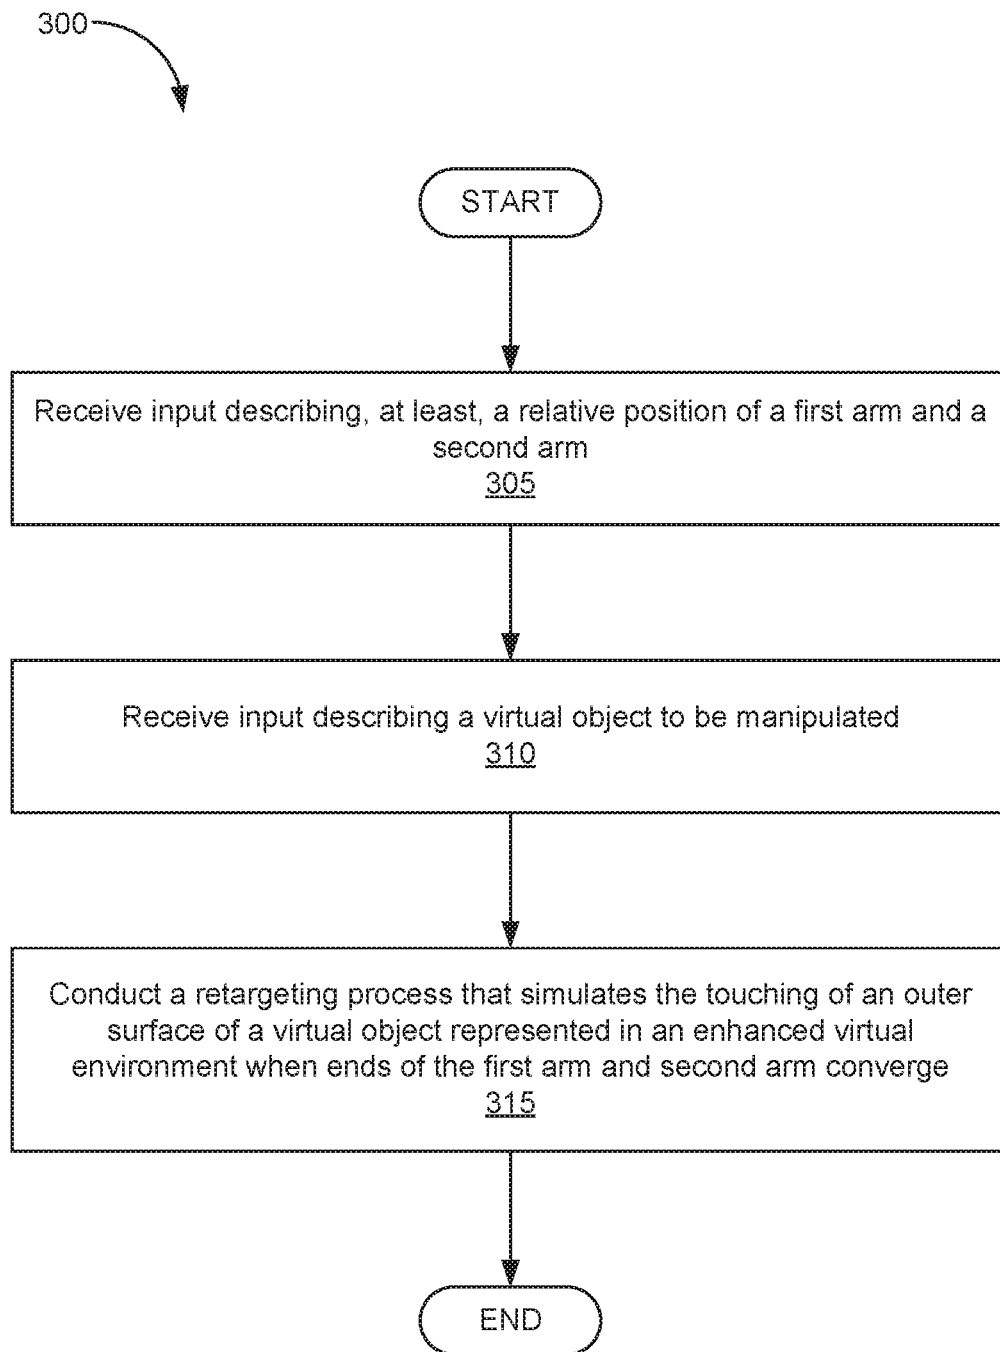 300
START
Receive input describing, at least, a relative position of a first arm and a
second arm
305
Receive input describing a virtual object to be manipulated
310
Conduct a retargeting process that simulates the touching of an outer
surface of a virtual object represented in an enhanced virtual
environment when ends of the first arm and second arm converge
315
END